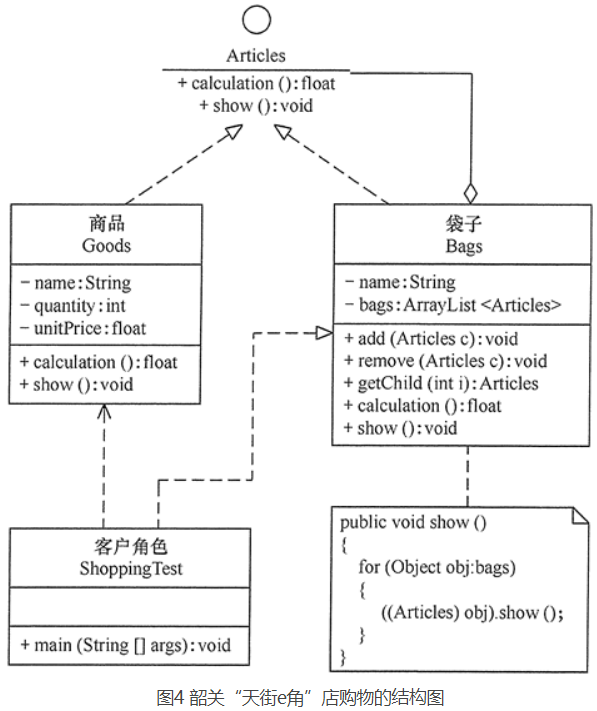 Articles
+ calculation ():float
+ show ():void
商品
Goods
- name:String
- quantity:int
- unitPrice:float
+ calculation ():float
+ show ():void
袋子
Bags
- name:String
- bags:ArrayList <Articles>
+ add (Articles c):void
+ remove (Articles c):void
+ getChild (int i):Articles
+ calculation ():float
+ show ():void
客户角色
ShoppingTest
+ main (String [] args):void
public void show ()
{
for (Object obj:bags)
{
((Articles) obj).show ();
}
}
图4 韶关“天街e角”店购物的结构图